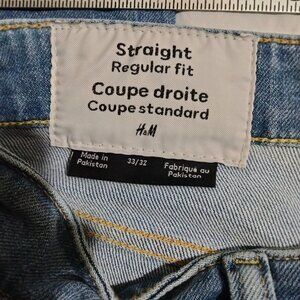 Straight
Regular fit
Coupe droite
Coupe standard
H&M
Made in
Pakistan
33/32
Fabriqué au
Pakistan